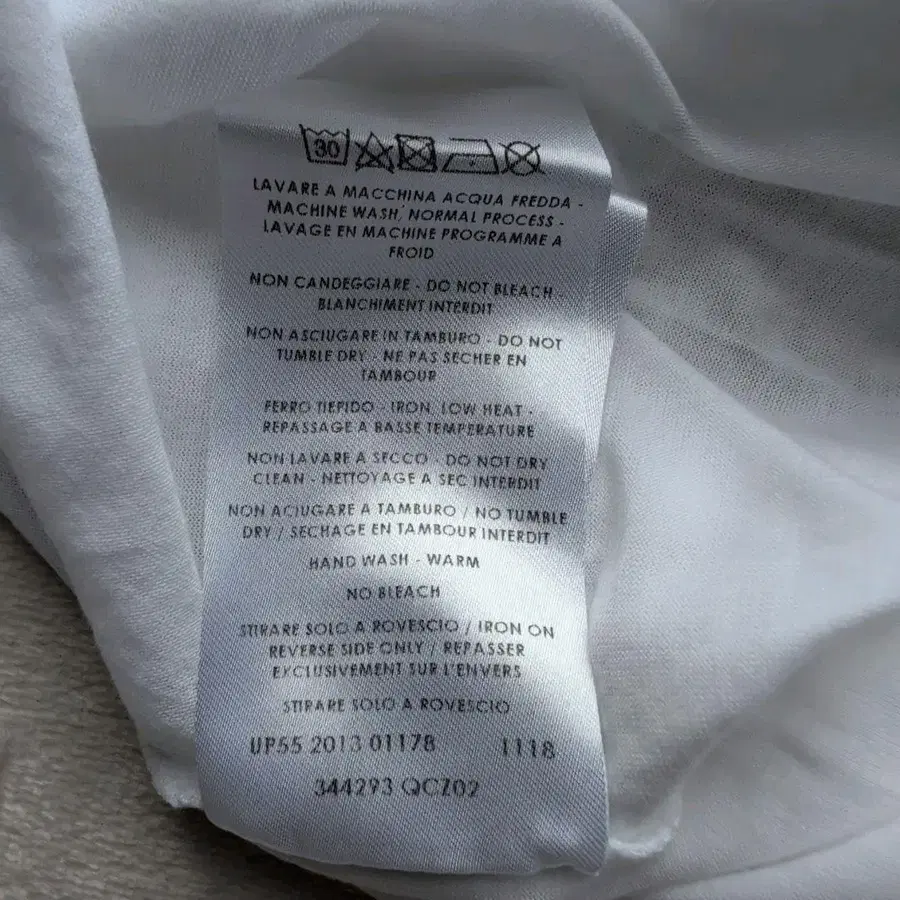 30
LAVARE A MACCHINA ACQUA FREDDA -
MACHINE WASH, NORMAL PROCESS -
LAVAGE EN MACHINE PROGRAMME A
FROID
NON CANDEGGIARE - DO NOT BLEACH -
BLANCHIMENT INTERDIT
NON ASCIUGARE IN TAMBURO - DO NOT
TUMBLE DRY - NE PAS SECHER EN
TAMBOUR
FERRO TIEPIDO - IRON, LOW HEAT -
REPASSAGE A BASSE TEMPERATURE
NON LAVARE A SECCO - DO NOT DRY
CLEAN - NETTOYAGE A SEC INTERDIT
NON ACIUGARE A TAMBURO / NO TUMBLE
DRY / SECHAGE EN TAMBOUR INTERDIT
HAND WASH - WARM
NO BLEACH
STIRARE SOLO A ROVESCIO / IRON ON
REVERSE SIDE ONLY / REPASSER
EXCLUSIVEMENT SUR L'ENVERS
STIRARE SOLO A ROVESCIO
UP55 2013 01178 1118
344293 QCZ02